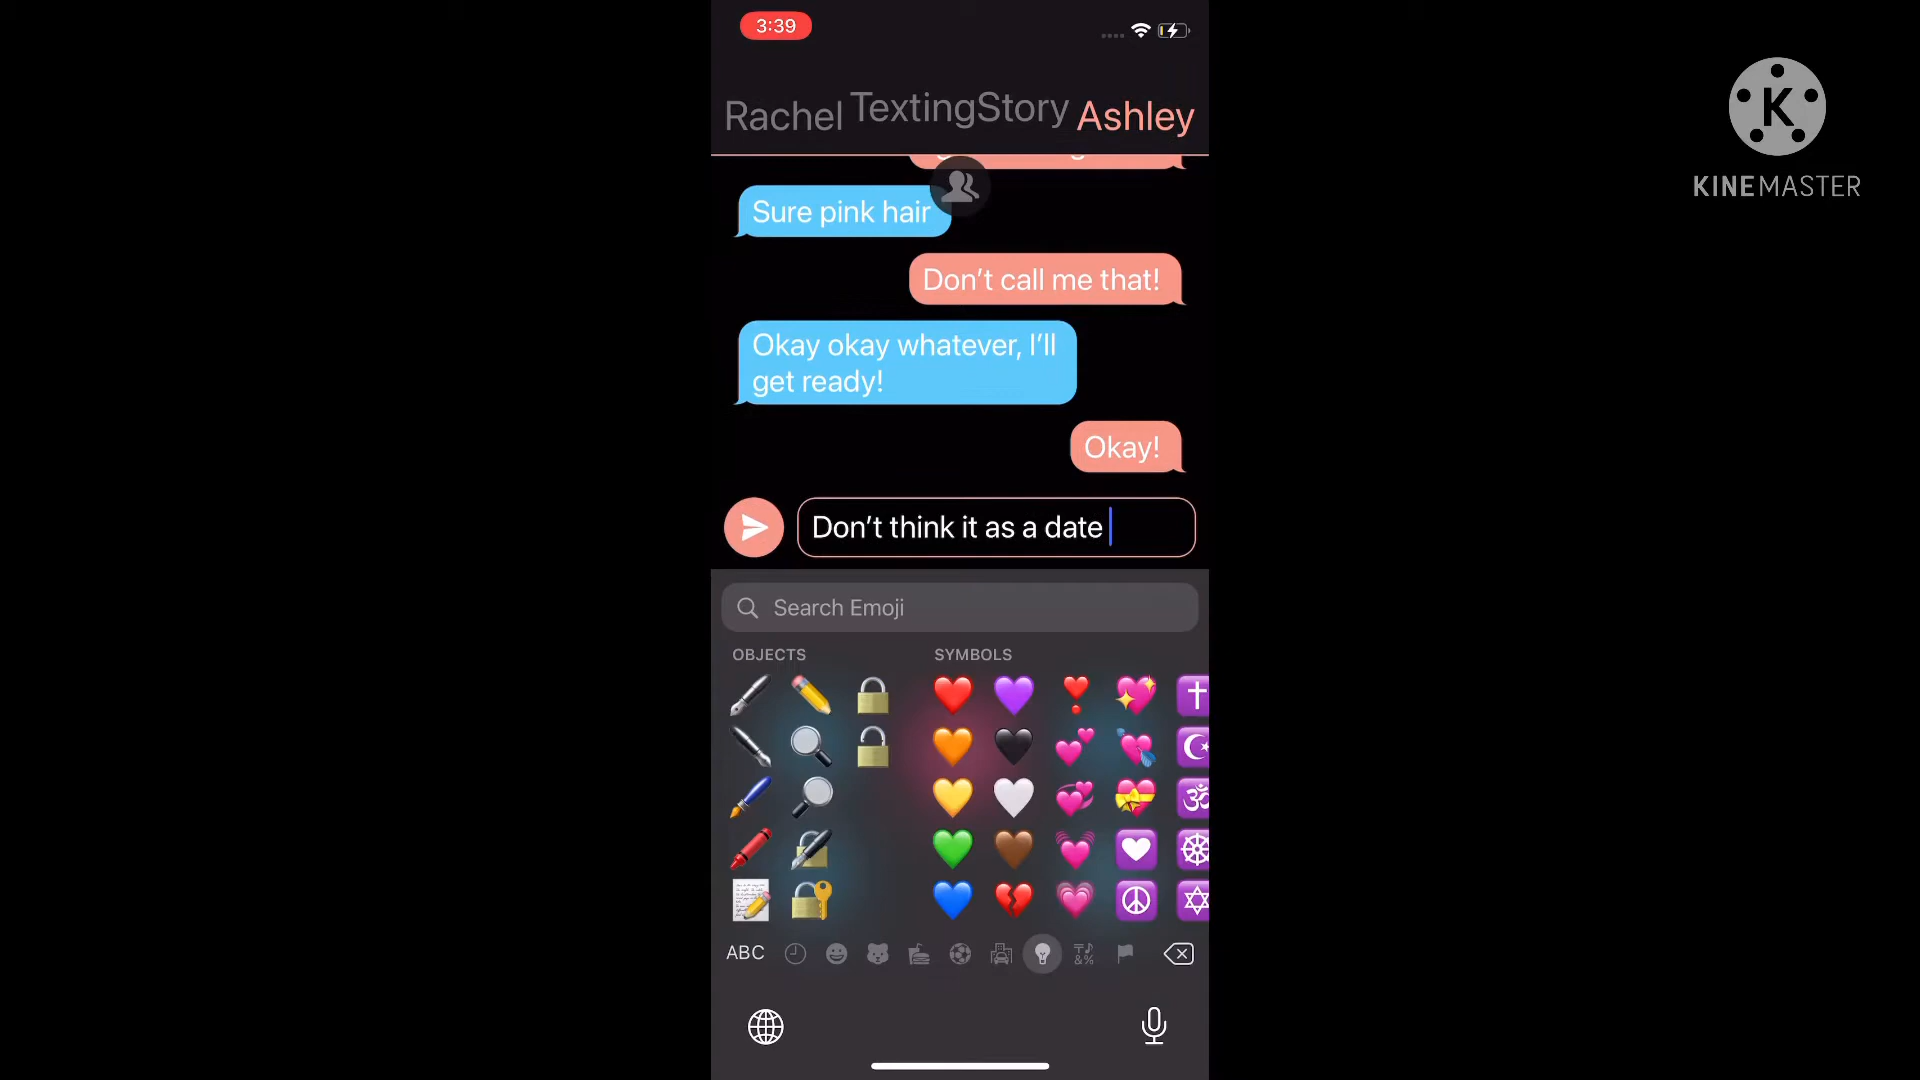 3:39
Rachel TextingStory Ashley
Sure pink hair
Don't call me that!
Okay okay whatever, I'll
get ready!
Okay!
Don't think it as a date
Search Emoji
OBJECTS SYMBOLS
ABC
K
KINEMASTER